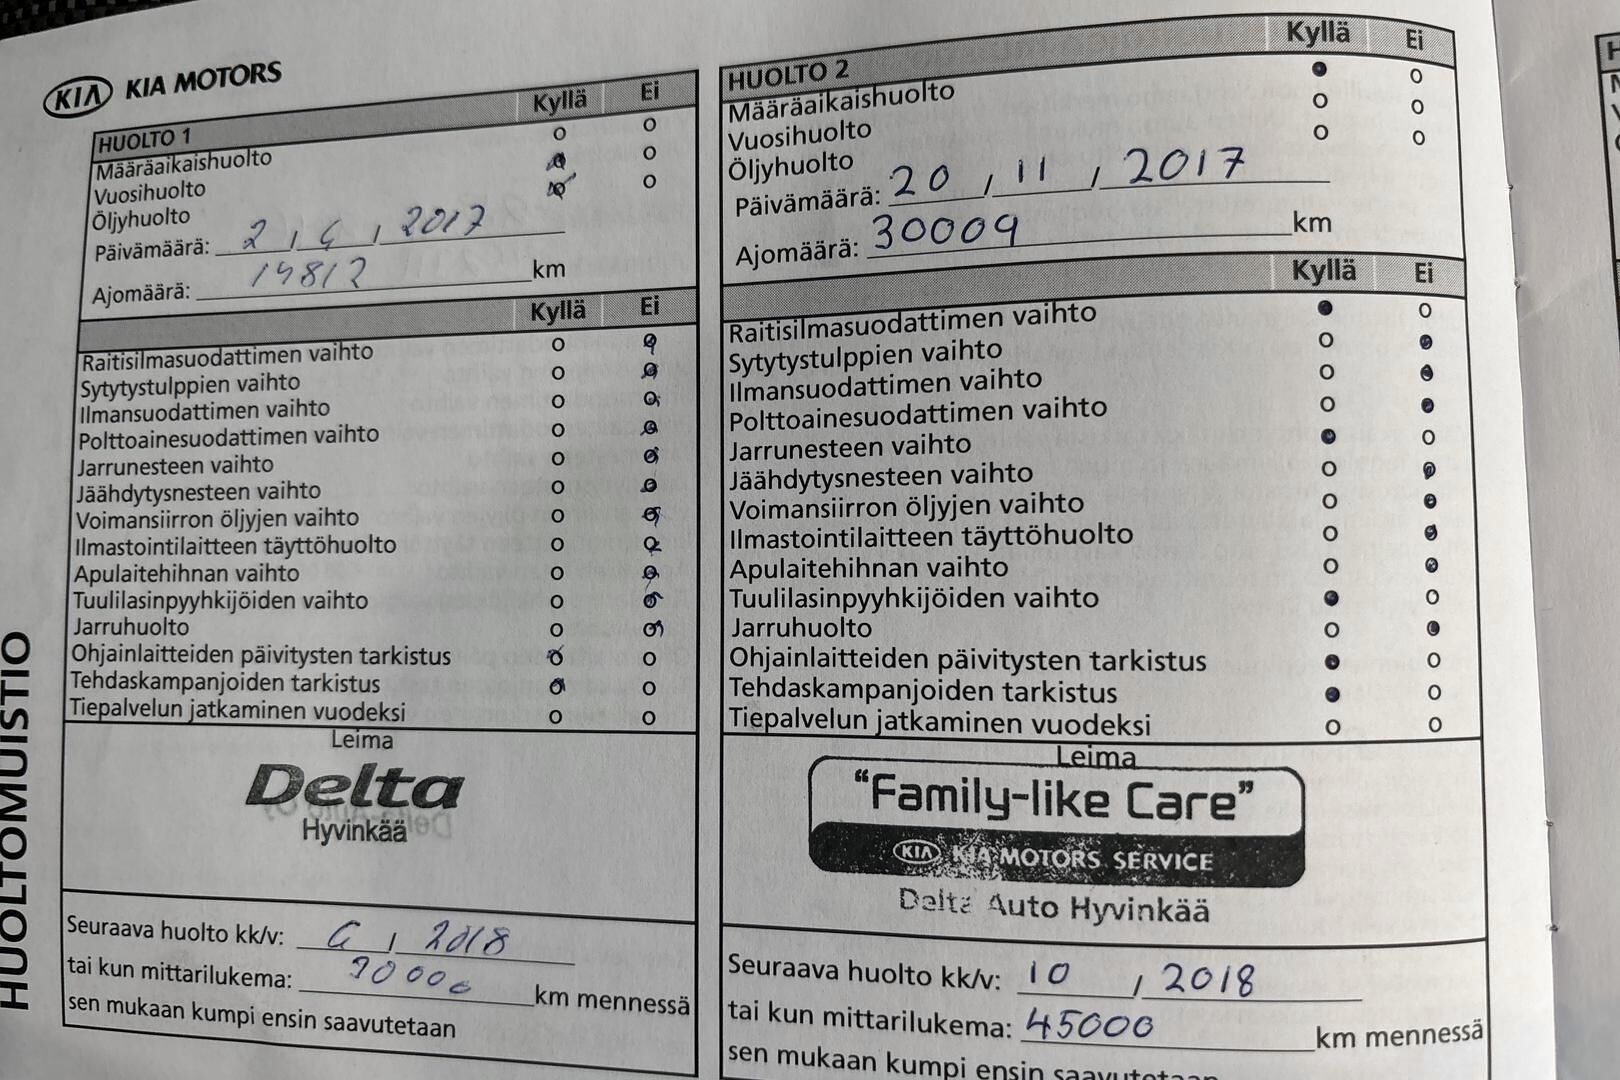 HUOLTOMUISTIO
KIA KIA MOTORS
HUOLTO 1 Kyllä Ei
Määräaikaishuolto
Vuosihuolto
Öljyhuolto
Päivämäärä: 2 / 4 / 2017
Ajomäärä: km
Kyllä Ei
Raitisilmasuodattimen vaihto
Sytytystulppien vaihto
Ilmansuodattimen vaihto
Polttoainesuodattimen vaihto
Jarrunesteen vaihto
Jäähdytysnesteen vaihto
Voimansiirron öljyjen vaihto
Ilmastointilaitteen täyttöhuolto
Apulaitehihnan vaihto
Tuulilasinpyyhkijöiden vaihto
Jarruhuolto
Ohjainlaitteiden päivitysten tarkistus
Tehdaskampanjoiden tarkistus
Tiepalvelun jatkaminen vuodeksi
Leima
Delta
Hyvinkää
Seuraava huolto kk/v: 4 / 2018
tai kun mittarilukema: km mennessä
sen mukaan kumpi ensin saavutetaan
HUOLTO 2 Kyllä Ei
Määräaikaishuolto
Vuosihuolto
Öljyhuolto
Päivämäärä: 20 / 11 / 2017
Ajomäärä: 30009 km
Kyllä Ei
Raitisilmasuodattimen vaihto
Sytytystulppien vaihto
Ilmansuodattimen vaihto
Polttoainesuodattimen vaihto
Jarrunesteen vaihto
Jäähdytysnesteen vaihto
Voimansiirron öljyjen vaihto
Ilmastointilaitteen täyttöhuolto
Apulaitehihnan vaihto
Tuulilasinpyyhkijöiden vaihto
Jarruhuolto
Ohjainlaitteiden päivitysten tarkistus
Tehdaskampanjoiden tarkistus
Tiepalvelun jatkaminen vuodeksi
Leima
"Family-like Care"
KIA KIA MOTORS SERVICE
Delta Auto Hyvinkää
Seuraava huolto kk/v: 10 / 2018
tai kun mittarilukema: 45000 km mennessä
sen mukaan kumpi ensin saavutetaan